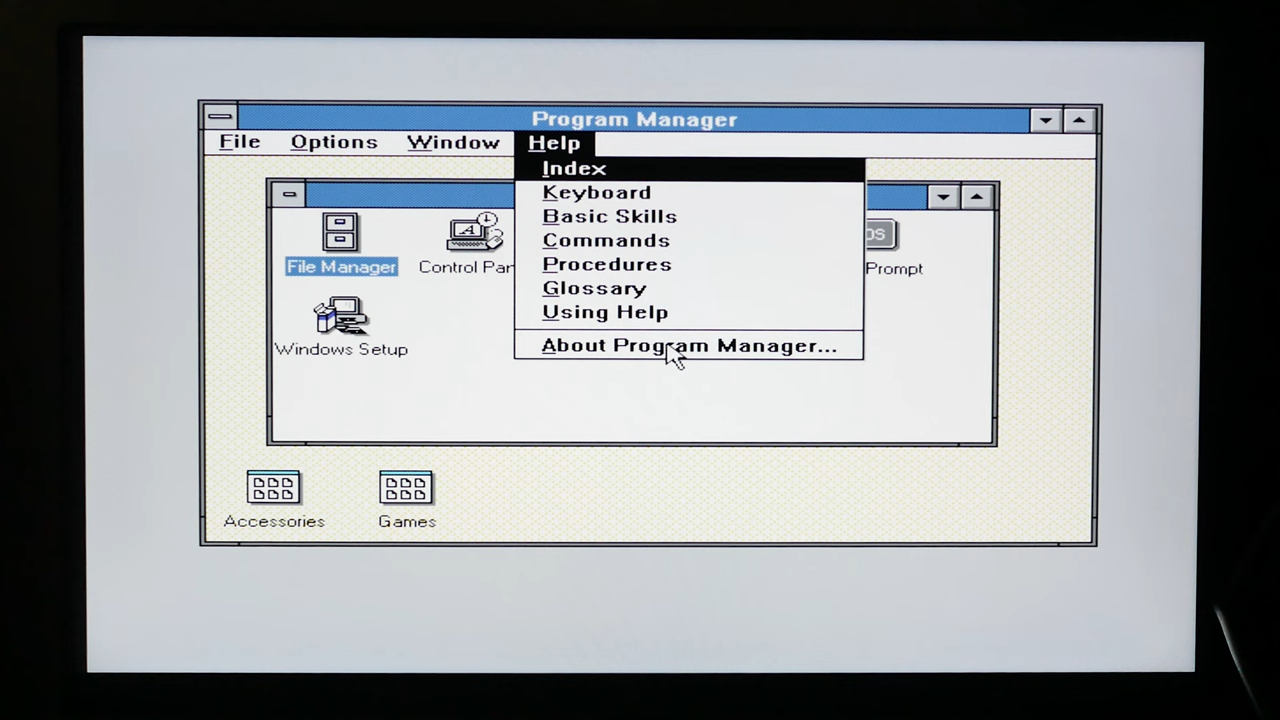 Program Manager
File Options Window Help
Index
Keyboard
Basic Skills
Commands
Procedures
Glossary
Using Help
About Program Manager...
File Manager
Control Pan
Prompt
Windows Setup
Accessories
Games